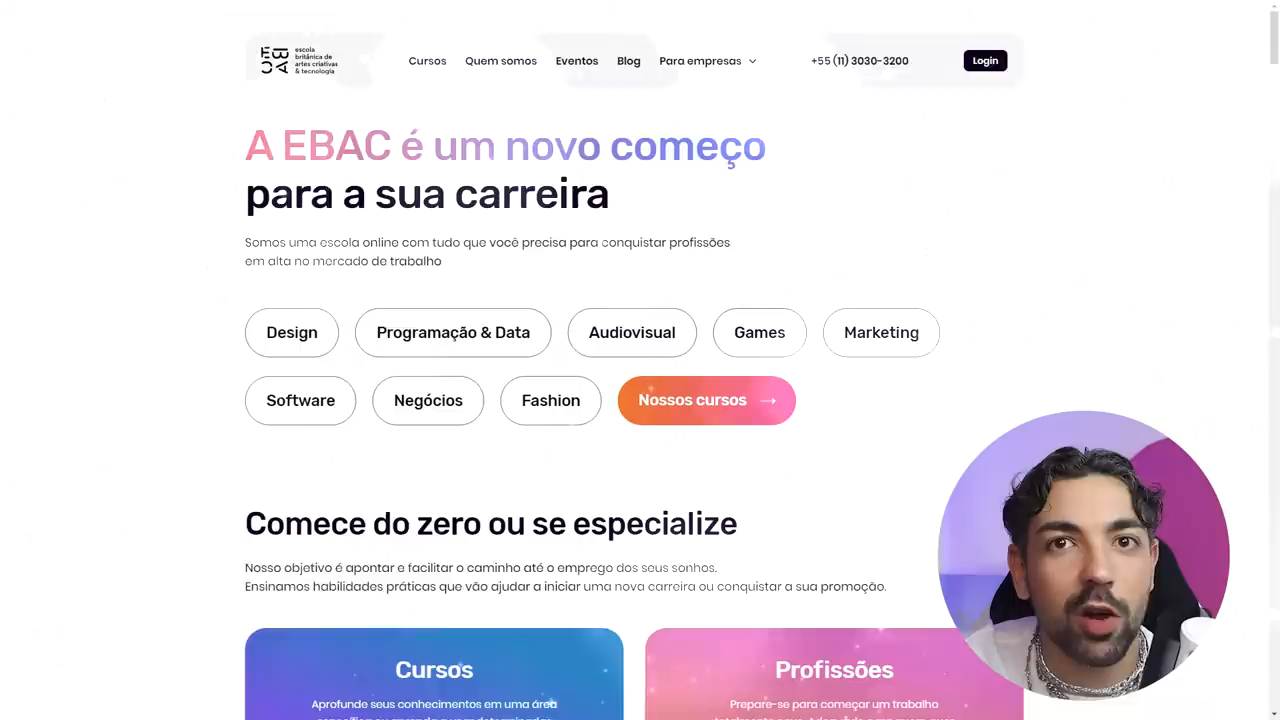 EBAC
escola
britânica de
artes criativas
& tecnologia
Cursos
Quem somos
Eventos
Blog
Para empresas
+55 (11) 3030-3200
Login
A EBAC é um novo começo
para a sua carreira
Somos uma escola online com tudo que você precisa para conquistar profissões
em alta no mercado de trabalho
Design
Programação & Data
Audiovisual
Games
Marketing
Software
Negócios
Fashion
Nossos cursos →
Comece do zero ou se especialize
Nosso objetivo é apontar e facilitar o caminho até o emprego dos seus sonhos.
Ensinamos habilidades práticas que vão ajudar a iniciar uma nova carreira ou conquistar a sua promoção.
Cursos
Aprofunde seus conhecimentos em uma área
Profissões
Prepare-se para começar um trabalho